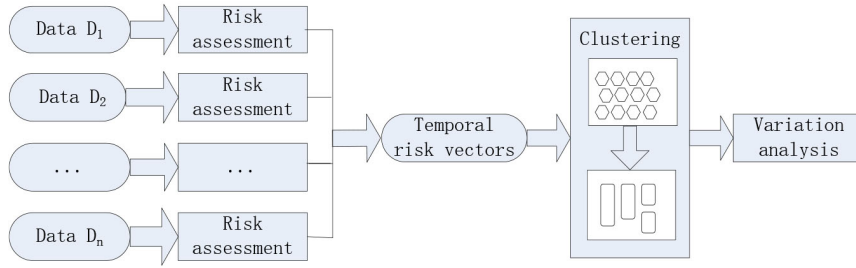 Data D₁
Risk
assessment
Data D₂
Risk
assessment
...
...
Data Dₙ
Risk
assessment
Temporal
risk vectors
Clustering
Variation
analysis